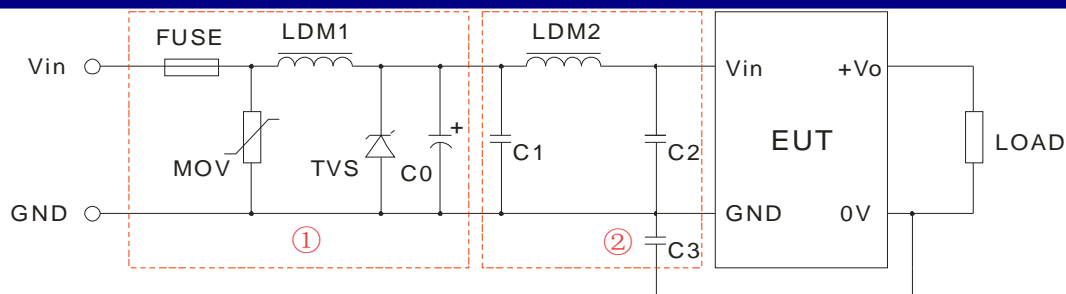 FUSE
LDM1
LDM2
Vin
Vin
+Vo
MOV
TVS
C0
+
C1
C2
EUT
LOAD
GND
GND
0V
①
②
C3